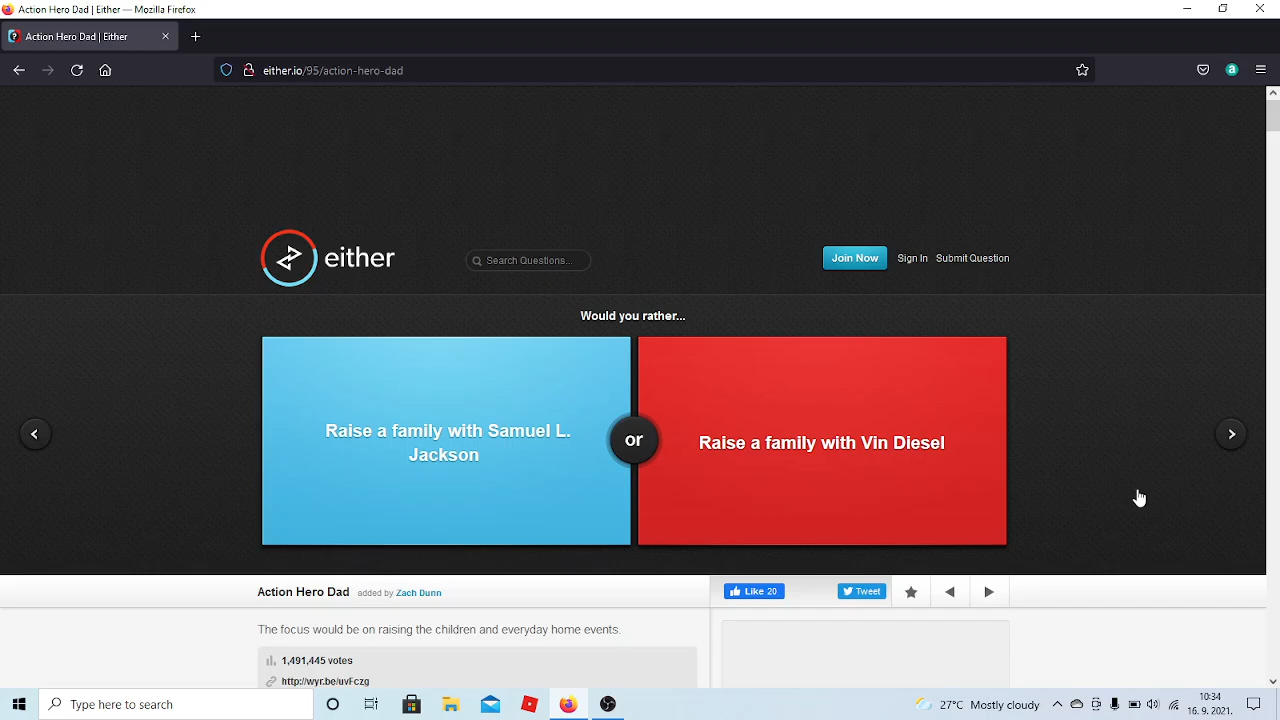 Action Hero Dad | Either — Mozilla Firefox
Action Hero Dad | Either
either.io/95/action-hero-dad
a
either
Search Questions...
Join Now
Sign In
Submit Question
Would you rather...
Raise a family with Samuel L.
Jackson
or
Raise a family with Vin Diesel
Action Hero Dad
added by Zach Dunn
Like 20
Tweet
The focus would be on raising the children and everyday home events.
1,491,445 votes
http://wyr.be/uvFczg
Type here to search
27°C Mostly cloudy
10:34
16. 9. 2021.